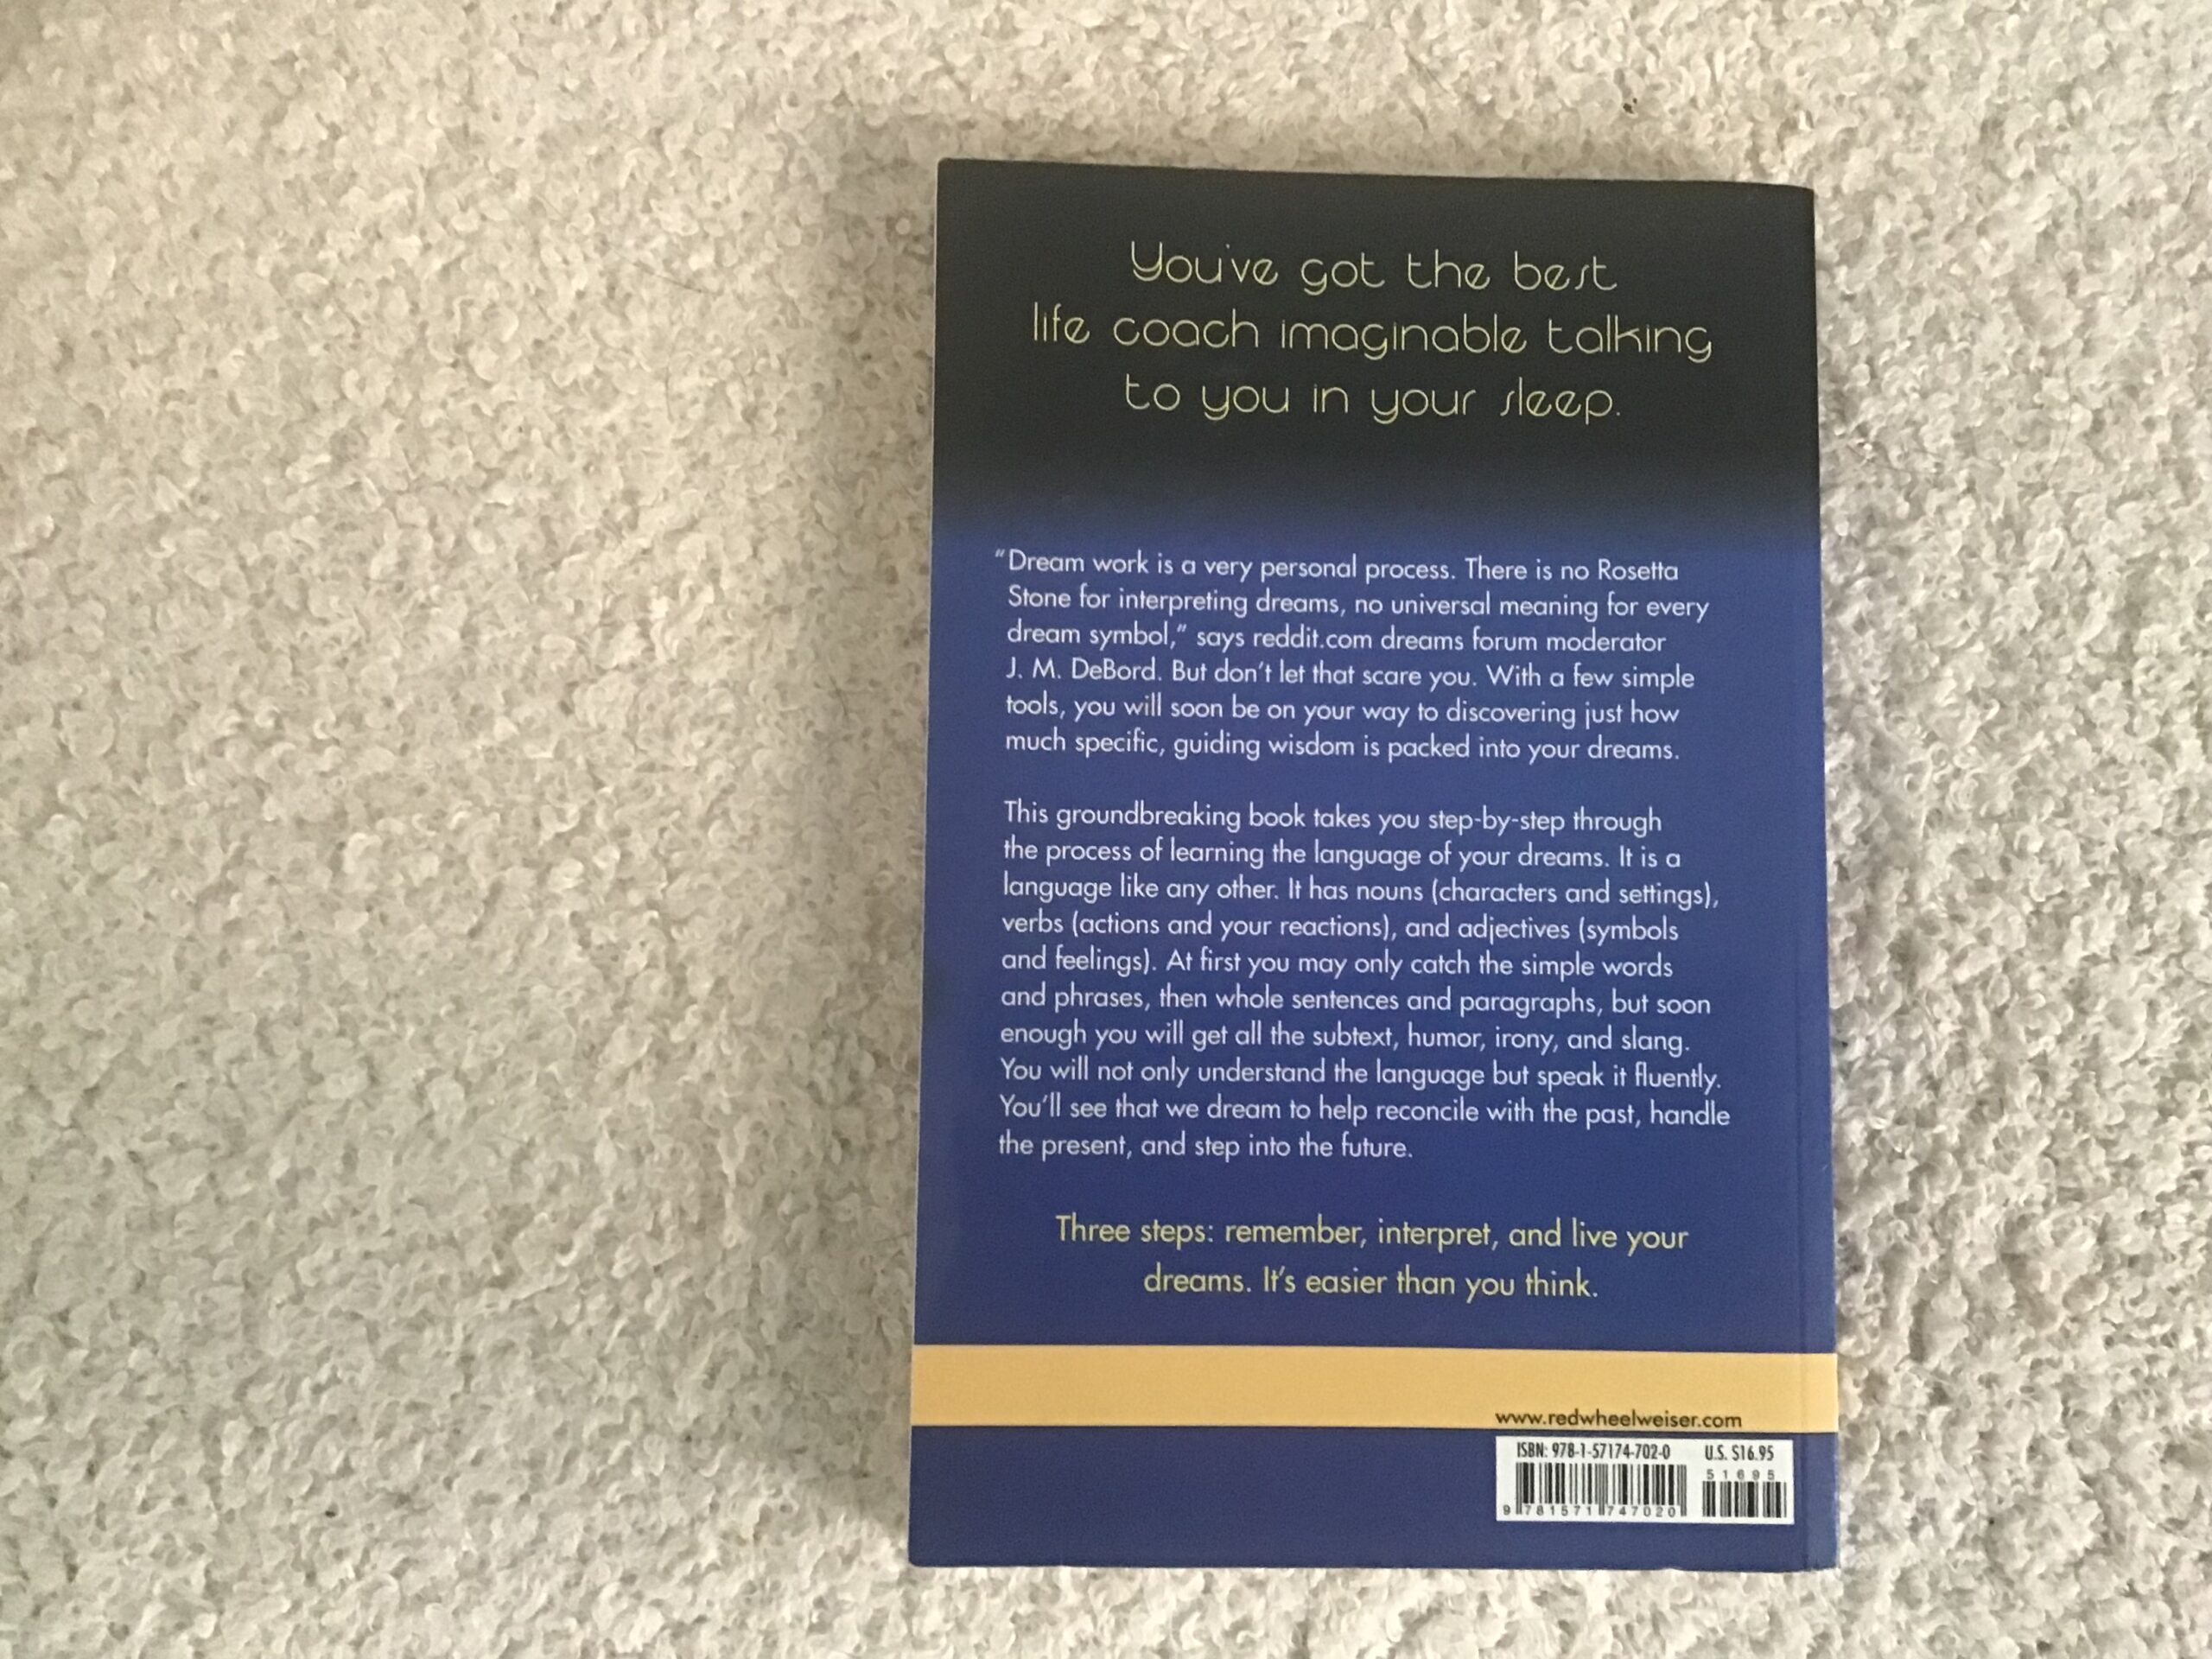 You've got the best
life coach imaginable talking
to you in your sleep.
"Dream work is a very personal process. There is no Rosetta
Stone for interpreting dreams, no universal meaning for every
dream symbol," says reddit.com dreams forum moderator
J. M. DeBord. But don't let that scare you. With a few simple
tools, you will soon be on your way to discovering just how
much specific, guiding wisdom is packed into your dreams.
This groundbreaking book takes you step-by-step through
the process of learning the language of your dreams. It is a
language like any other. It has nouns (characters and settings),
verbs (actions and your reactions), and adjectives (symbols
and feelings). At first you may only catch the simple words
and phrases, then whole sentences and paragraphs, but soon
enough you will get all the subtext, humor, irony, and slang.
You will not only understand the language but speak it fluently.
You'll see that we dream to help reconcile with the past, handle
the present, and step into the future.
Three steps: remember, interpret, and live your
dreams. It's easier than you think.
www.redwheelweiser.com
ISBN: 978-1-57174-702-0 U.S. $16.95
51695
9 781571 747020